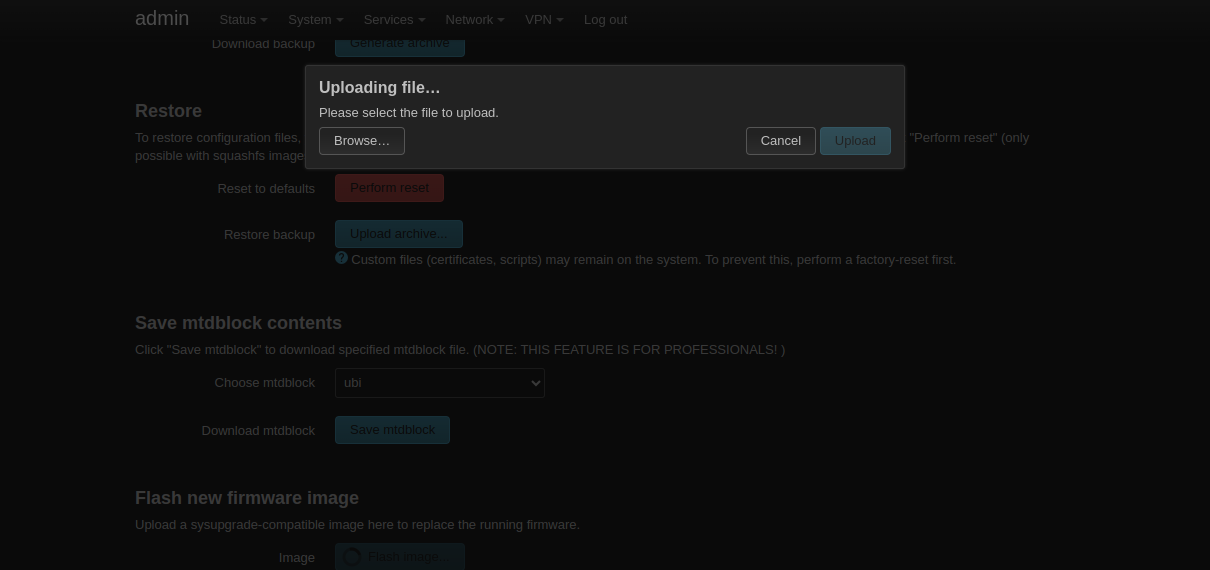 admin Status System Services Network VPN Log out
Download backup Generate archive
Uploading file…
Please select the file to upload.
Browse… Cancel Upload
Restore
To restore configuration files, "Perform reset" (only
possible with squashfs image
Reset to defaults Perform reset
Restore backup Upload archive...
Custom files (certificates, scripts) may remain on the system. To prevent this, perform a factory-reset first.
Save mtdblock contents
Click "Save mtdblock" to download specified mtdblock file. (NOTE: THIS FEATURE IS FOR PROFESSIONALS! )
Choose mtdblock ubi
Download mtdblock Save mtdblock
Flash new firmware image
Upload a sysupgrade-compatible image here to replace the running firmware.
Image Flash image...